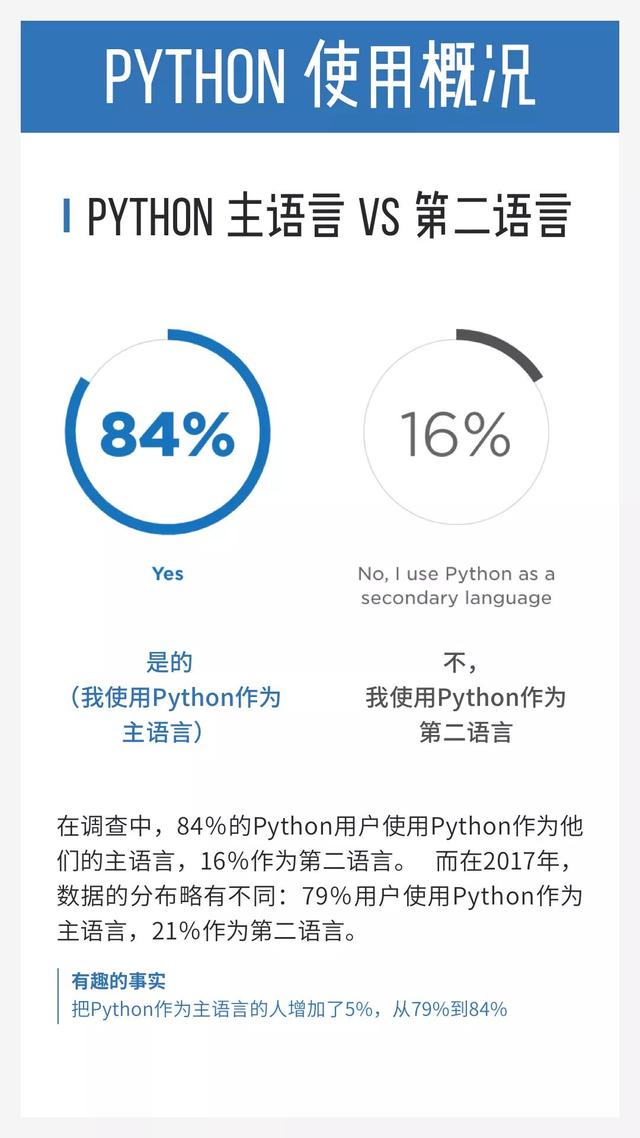 PYTHON 使用概况
PYTHON 主语言 VS 第二语言
84%
16%
Yes
No, I use Python as a
secondary language
是的
（我使用Python作为
主语言）
不，
我使用Python作为
第二语言
在调查中，84%的Python用户使用Python作为他
们的主语言，16%作为第二语言。 而在2017年，
数据的分布略有不同：79%用户使用Python作为
主语言，21%作为第二语言。
有趣的事实
把Python作为主语言的人增加了5%，从79%到84%